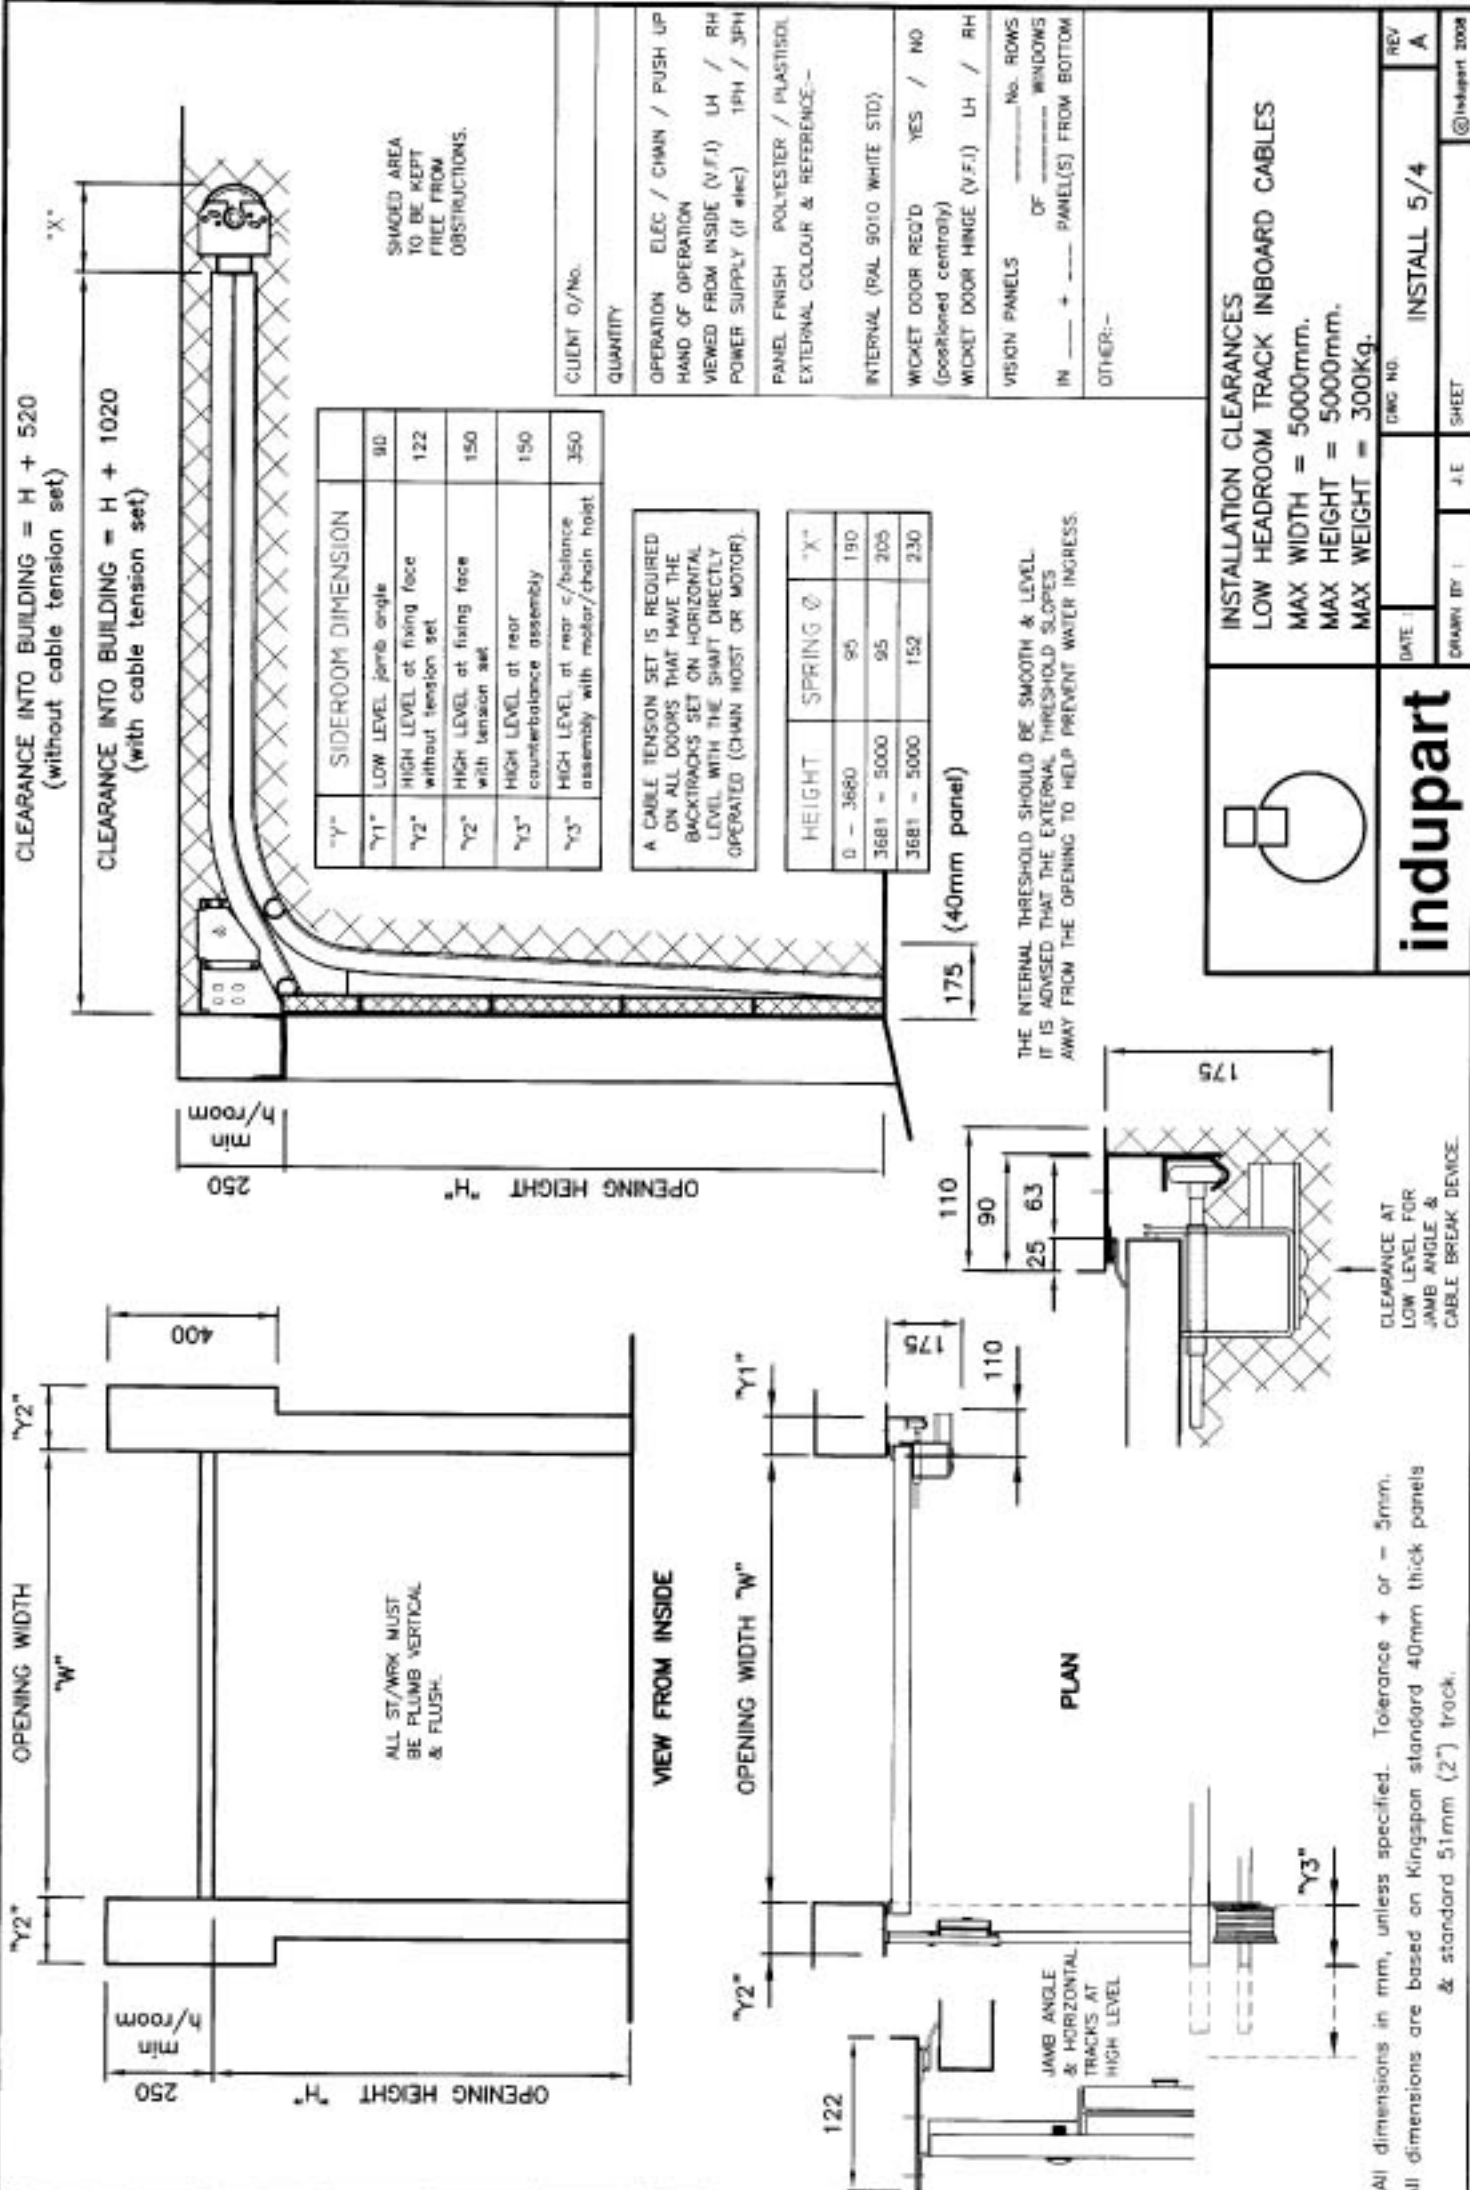 OPENING WIDTH
"W"
"Y2"
"Y2"
400
250
min
h/room
OPENING HEIGHT "H"
ALL ST/WRK MUST
BE PLUMB VERTICAL
& FLUSH.
VIEW FROM INSIDE
CLEARANCE INTO BUILDING = H + 520
(without cable tension set)
"X"
CLEARANCE INTO BUILDING = H + 1020
(with cable tension set)
250
min
h/room
OPENING HEIGHT "H"
SHADED AREA
TO BE KEPT
FREE FROM
OBSTRUCTIONS.
175
(40mm panel)
"Y" SIDEROOM DIMENSION
"Y1" LOW LEVEL jamb angle 90
"Y2" HIGH LEVEL at fixing face
without tension set 122
"Y2" HIGH LEVEL at fixing face
with tension set 150
"Y3" HIGH LEVEL at rear
counterbalance assembly 150
"Y3" HIGH LEVEL at rear c/balance
assembly with motor/chain hoist 350
A CABLE TENSION SET IS REQUIRED
ON ALL DOORS THAT HAVE THE
BACKTRACKS SET ON HORIZONTAL
LEVEL WITH THE SHAFT DIRECTLY
OPERATED (CHAIN HOIST OR MOTOR).
HEIGHT SPRING Ø "X"
0 - 3680 95 190
3681 - 5000 95 205
3681 - 5000 152 230
THE INTERNAL THRESHOLD SHOULD BE SMOOTH & LEVEL.
IT IS ADVISED THAT THE EXTERNAL THRESHOLD SLOPES
AWAY FROM THE OPENING TO HELP PREVENT WATER INGRESS.
CLIENT O/No.
QUANTITY
OPERATION ELEC / CHAIN / PUSH UP
HAND OF OPERATION
VIEWED FROM INSIDE (V.F.I) LH / RH
POWER SUPPLY (if elec) 1PH / 3PH
PANEL FINISH POLYESTER / PLASTISOL
EXTERNAL COLOUR & REFERENCE:-
INTERNAL (RAL 9010 WHITE STD)
WICKET DOOR REQ'D YES / NO
(positioned centrally)
WICKET DOOR HINGE (V.F.I) LH / RH
VISION PANELS ______ No. ROWS
OF ______ WINDOWS
IN ___ + ___ PANEL(S) FROM BOTTOM
OTHER:-
OPENING WIDTH "W"
"Y2"
"Y1"
175
110
PLAN
"Y3"
122
JAMB ANGLE
& HORIZONTAL
TRACKS AT
HIGH LEVEL
110
90
25
63
175
CLEARANCE AT
LOW LEVEL FOR
JAMB ANGLE &
CABLE BREAK DEVICE.
All dimensions in mm, unless specified. Tolerance + or - 5mm.
ll dimensions are based on Kingspan standard 40mm thick panels
& standard 51mm (2") track.
indupart
INSTALLATION CLEARANCES
LOW HEADROOM TRACK INBOARD CABLES
MAX WIDTH = 5000mm.
MAX HEIGHT = 5000mm.
MAX WEIGHT = 300Kg.
DATE :
DWG NO.
INSTALL 5/4
REV
A
DRAWN BY :
J.E
SHEET
© Indupart 2008